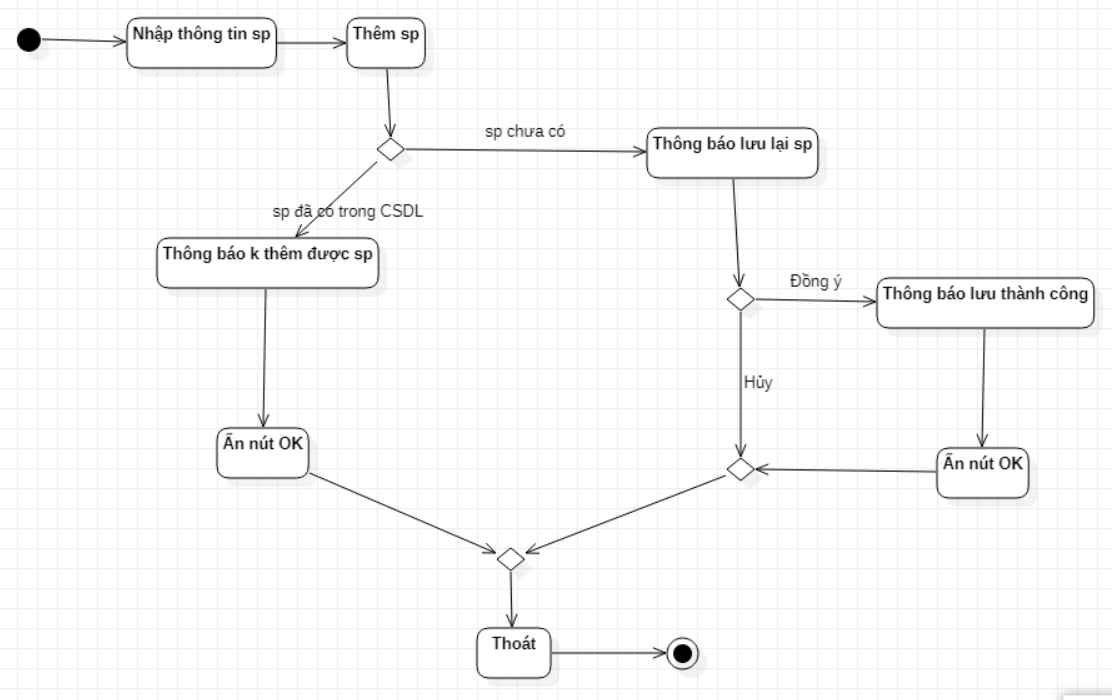 Nhập thông tin sp
Thêm sp
sp chưa có
Thông báo lưu lại sp
sp đã có trong CSDL
Thông báo k thêm được sp
Đồng ý
Thông báo lưu thành công
Hủy
Ấn nút OK
Ấn nút OK
Thoát